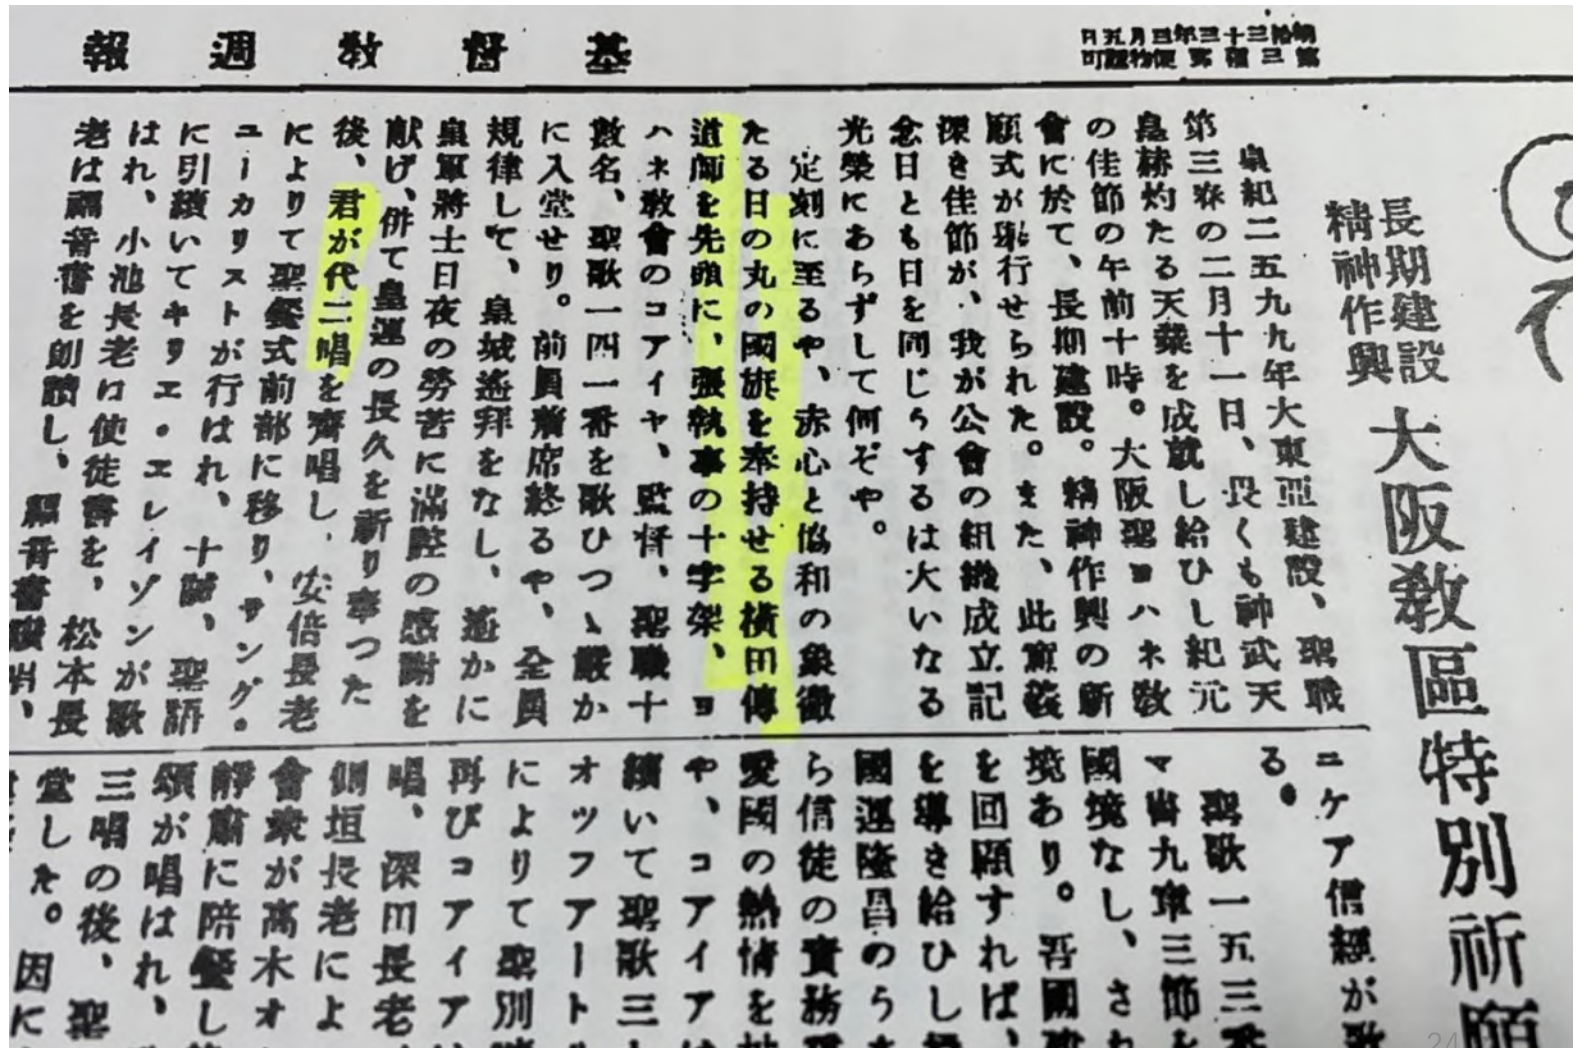 基督教週報
明治三十三年三月五日
第三種郵便物認可
長期建設
精神作興
大阪教區特別祈願
皇紀二五九九年大東亞建設、聖職
第三春の二月十一日、畏くも神武天
皇赫灼たる天業を成就し給ひし紀元
の佳節の午前十時。大阪聖ヨハネ教
會に於て、長期建設。精神作興の祈
願式が執行せられた。また、此意義
深き佳節が、我が公會の組織成立記
念日とも日を同じうするは大いなる
光榮にあらずして何ぞや。
定刻に至るや、赤心と協和の象徴
たる日の丸の國旗を奉持せる横田傳
道師を先頭に、張執事の十字架、ヨ
ハネ教會のコアイヤ、監督、聖職十
數名、聖歌一四一番を歌ひつゝ嚴か
に入堂せり。前員着席終るや、全員
規律して、皇城遙拜をなし、遙かに
皇軍將士日夜の勞苦に滿腔の感謝を
献げ、併て皇運の長久を祈り奉つた
後、君が代二唱を齊唱し、安倍長老
によりて聖餐式前部に移り、サング。
ユーカリストが行はれ、十誡、聖訴
に引續いてキリエ・エレイゾンが歌
はれ、小池長老は使徒書を、松本長
老は福音書を朗讀し、福音書
ニケア信經が
る。
聖歌一五三
マ書九章三節を
國境なし、され
境あり。吾國
を回顧すれば、
を導き給ひし
國運隆昌のうち
ら信徒の實務
愛國の熱情を
や、コアイアは
續いて聖歌三
オッフアートル
によりて聖別
再びコアイア
唱、深田長老
側垣長老によ
會衆が高木オ
靜肅に陪餐し
頌が唱はれ、
三唱の後、聖
堂した。因に
24